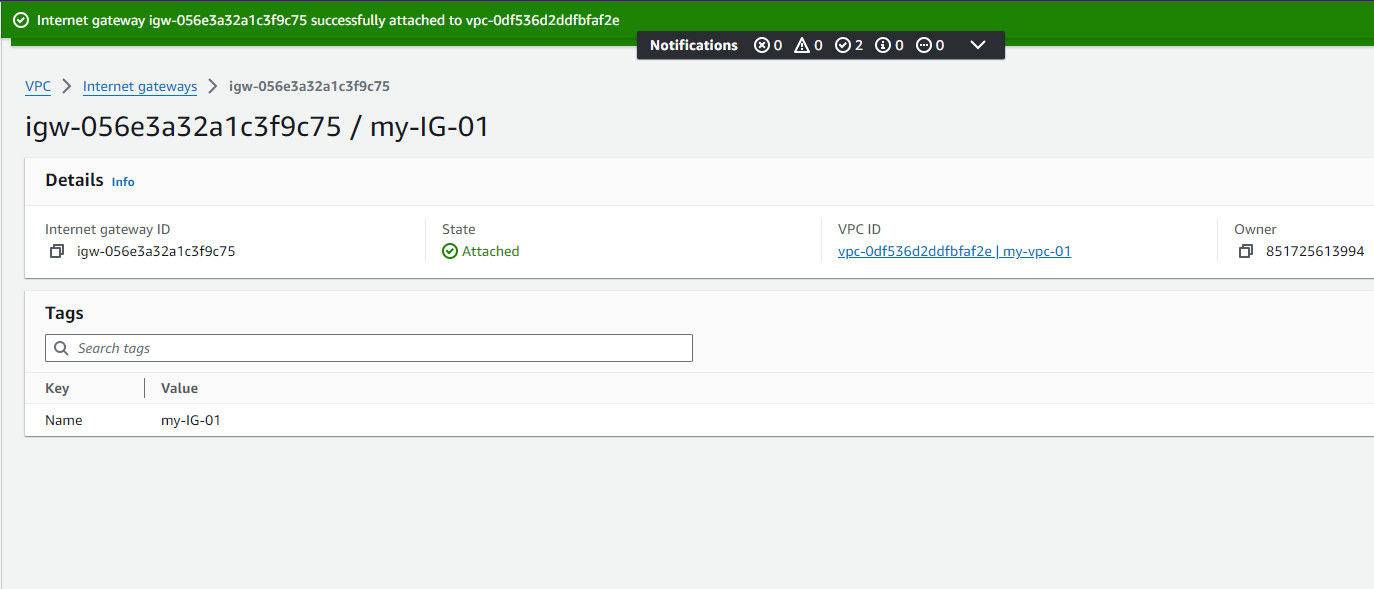 Internet gateway igw-056e3a32a1c3f9c75 successfully attached to vpc-0df536d2ddfbfaf2e
Notifications 0 0 2 0 0
VPC Internet gateways igw-056e3a32a1c3f9c75
igw-056e3a32a1c3f9c75 / my-IG-01
Details Info
Internet gateway ID State VPC ID Owner
igw-056e3a32a1c3f9c75 Attached vpc-0df536d2ddfbfaf2e | my-vpc-01 851725613994
Tags
Search tags
Key Value
Name my-IG-01